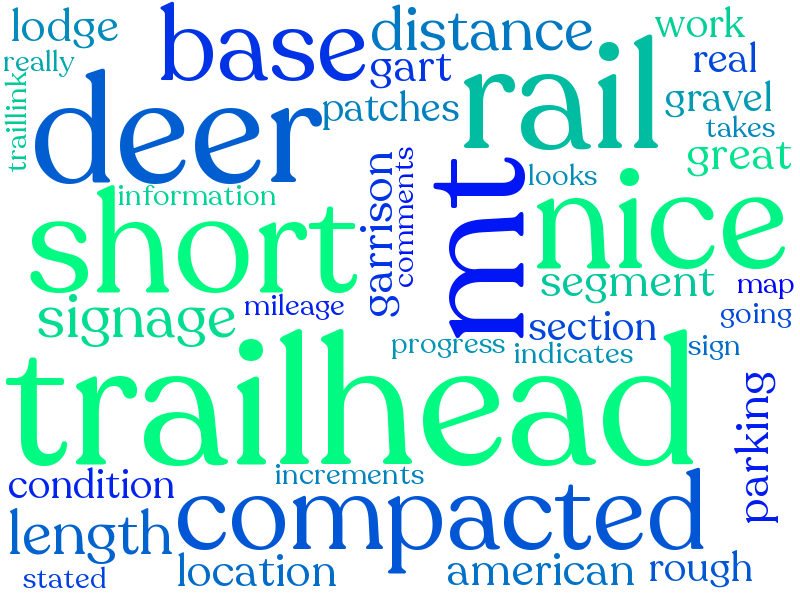 lodge
base
distance
work
really
gart
real
traillink
deer
patches
rail
gravel
takes
great
information
comments
mt
looks
short
garrison
nice
segment
map
signage
mileage
section
going
progress
indicates
sign
trailhead
parking
condition
increments
length
compacted
stated
location
american
rough